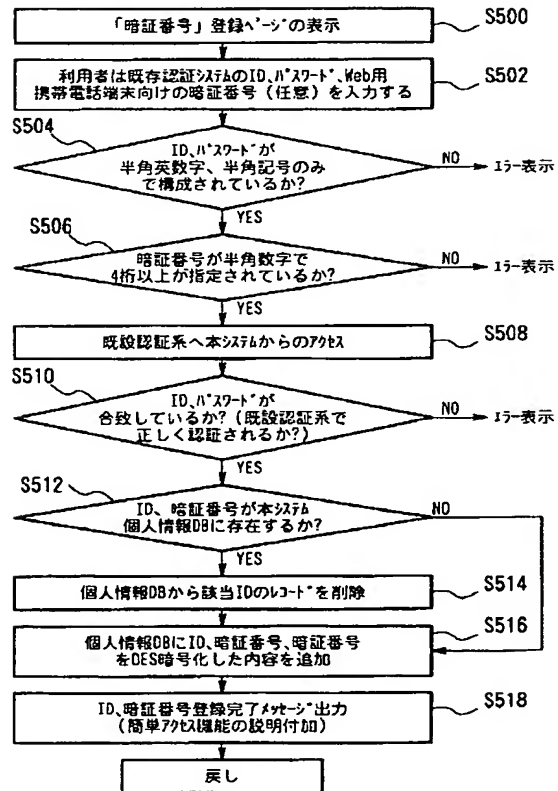 「暗証番号」登録ﾍﾟｰｼﾞの表示
S500
利用者は既存認証ｼｽﾃﾑのID、ﾊﾟｽﾜｰﾄﾞ、Web用
携帯電話端末向けの暗証番号(任意)を入力する
S502
S504
ID、ﾊﾟｽﾜｰﾄﾞが
半角英数字、半角記号のみ
で構成されているか?
NO
ｴﾗｰ表示
YES
S506
暗証番号が半角数字で
4桁以上が指定されているか?
NO
ｴﾗｰ表示
YES
既設認証系へ本ｼｽﾃﾑからのｱｸｾｽ
S508
S510
ID、ﾊﾟｽﾜｰﾄﾞが
合致しているか?(既設認証系で
正しく認証されるか?)
NO
ｴﾗｰ表示
YES
S512
ID、暗証番号が本ｼｽﾃﾑ
個人情報DBに存在するか?
NO
YES
個人情報DBから該当IDのﾚｺｰﾄﾞを削除
S514
個人情報DBにID、暗証番号、暗証番号
をDES暗号化した内容を追加
S516
ID、暗証番号登録完了ﾒｯｾｰｼﾞ出力
(簡単ｱｸｾｽ機能の説明付加)
S518
戻し